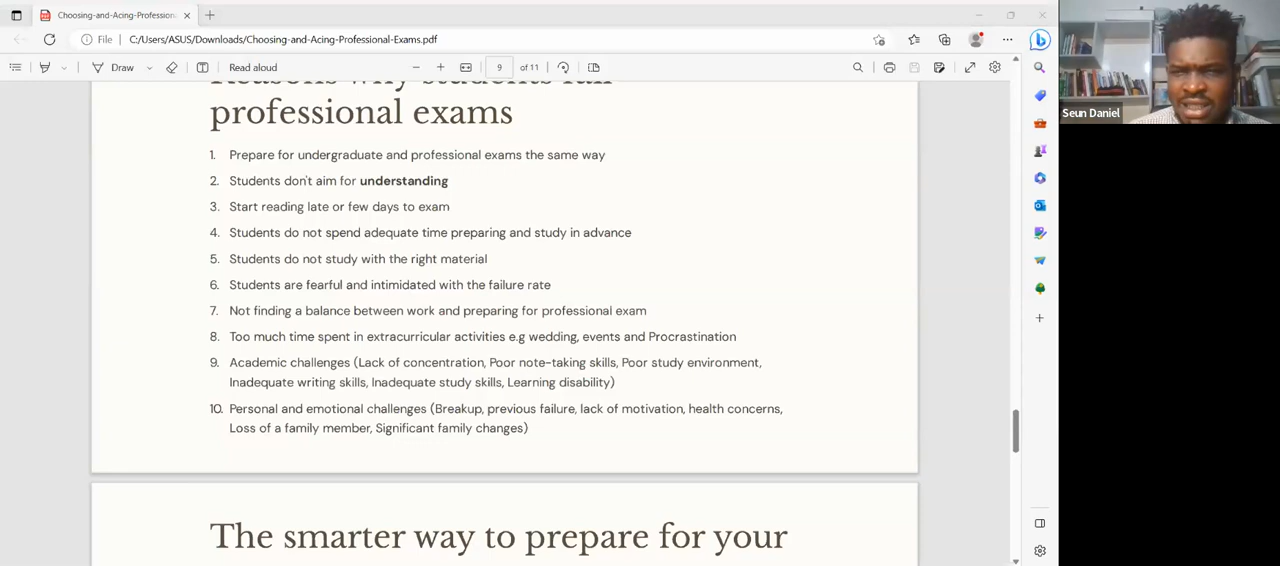 Choosing-and-Acing-Profession
File C:/Users/ASUS/Downloads/Choosing-and-Acing-Professional-Exams.pdf
Draw Read aloud 9 of 11
Seun Daniel
Reasons why students fail
professional exams
1. Prepare for undergraduate and professional exams the same way
2. Students don't aim for understanding
3. Start reading late or few days to exam
4. Students do not spend adequate time preparing and study in advance
5. Students do not study with the right material
6. Students are fearful and intimidated with the failure rate
7. Not finding a balance between work and preparing for professional exam
8. Too much time spent in extracurricular activities e.g wedding, events and Procrastination
9. Academic challenges (Lack of concentration, Poor note-taking skills, Poor study environment,
Inadequate writing skills, Inadequate study skills, Learning disability)
10. Personal and emotional challenges (Breakup, previous failure, lack of motivation, health concerns,
Loss of a family member, Significant family changes)
The smarter way to prepare for your